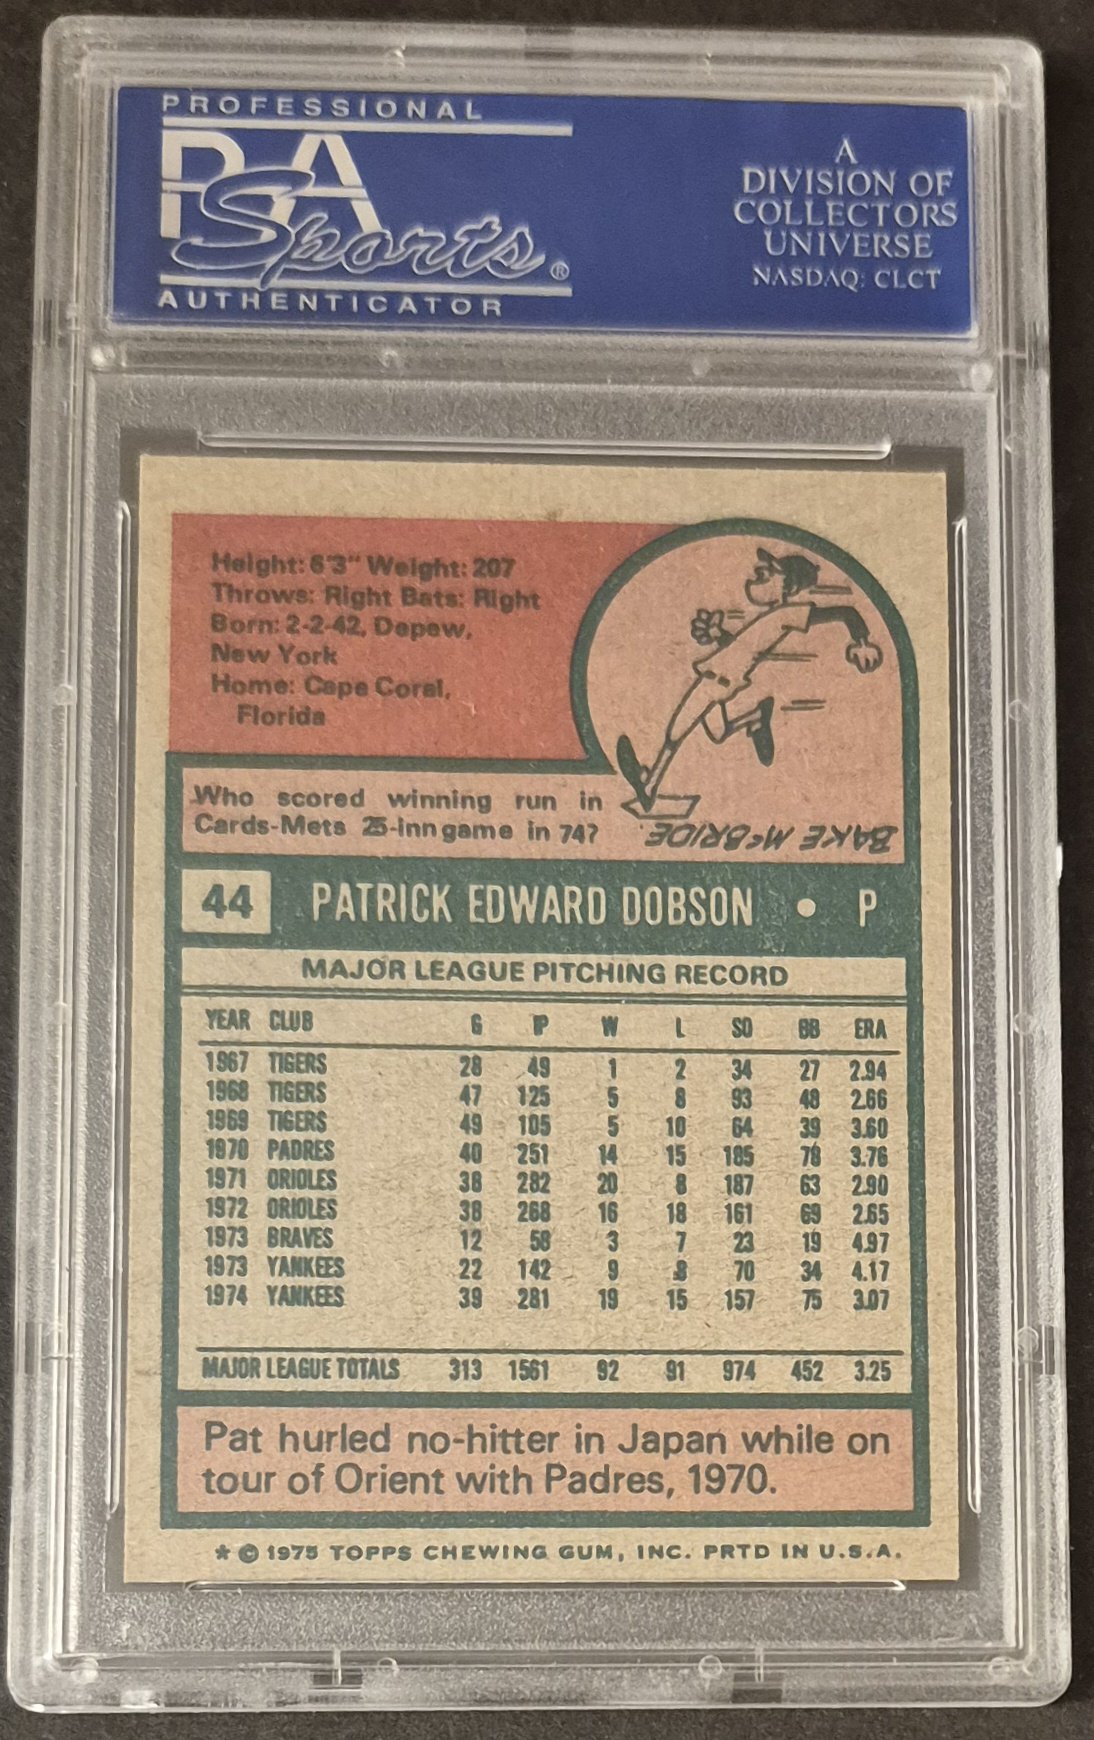 PROFESSIONAL
PSA
Sports®
AUTHENTICATOR
A
DIVISION OF
COLLECTORS
UNIVERSE
NASDAQ: CLCT
Height: 6'3" Weight: 207
Throws: Right Bats: Right
Born: 2-2-42, Depew,
New York
Home: Cape Coral,
Florida
Who scored winning run in
Cards-Mets 25-inn game in 74?
BAKE McBRIDE.
44 PATRICK EDWARD DOBSON • P
MAJOR LEAGUE PITCHING RECORD
YEAR CLUB G IP W L SO BB ERA
1967 TIGERS 28 49 1 2 34 27 2.94
1968 TIGERS 47 125 5 8 93 48 2.66
1969 TIGERS 49 105 5 10 64 39 3.60
1970 PADRES 40 251 14 15 185 78 3.76
1971 ORIOLES 38 282 20 8 187 63 2.90
1972 ORIOLES 38 268 16 18 161 69 2.65
1973 BRAVES 12 58 3 7 23 19 4.97
1973 YANKEES 22 142 9 8 70 34 4.17
1974 YANKEES 39 281 19 15 157 75 3.07
MAJOR LEAGUE TOTALS 313 1561 92 91 974 452 3.25
Pat hurled no-hitter in Japan while on
tour of Orient with Padres, 1970.
* © 1975 TOPPS CHEWING GUM, INC. PRTD IN U.S.A.